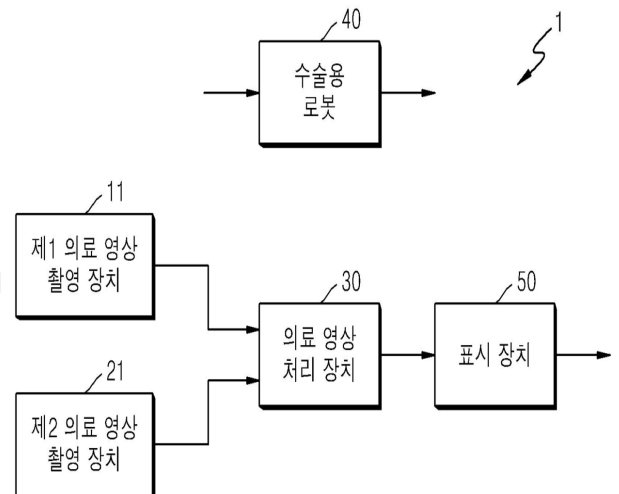 40
1
수술용
로봇
11
제1 의료 영상
촬영 장치
30
50
의료 영상
처리 장치
표시 장치
21
제2 의료 영상
촬영 장치